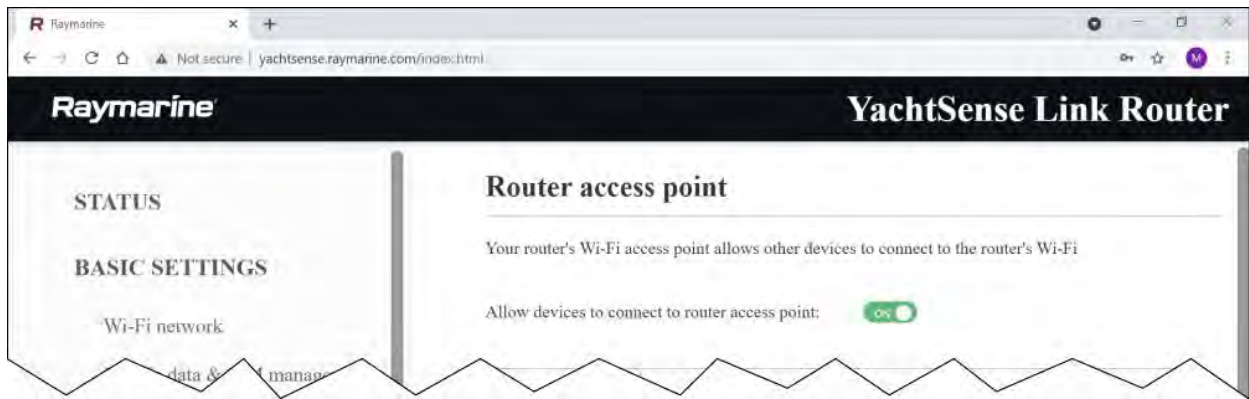 Raymarine
Not secure | yachtsense.raymarine.com/index.html
M
Raymarine
YachtSense Link Router
STATUS
BASIC SETTINGS
Wi-Fi network
data &
Router access point
Your router's Wi-Fi access point allows other devices to connect to the router's Wi-Fi
Allow devices to connect to router access point:
ON